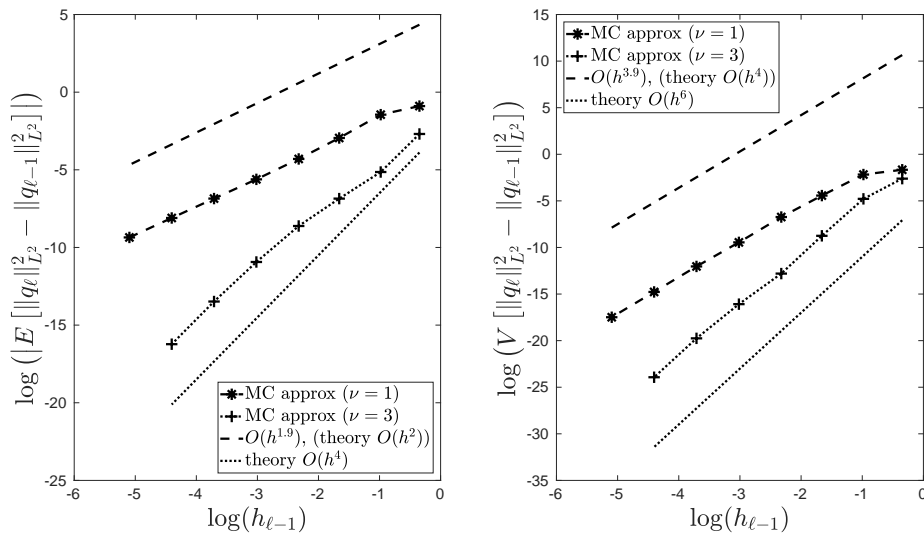 5
0
-5
-10
-15
-20
-25
-6 -5 -4 -3 -2 -1 0
log(h_{ℓ−1})
log (|E [||q_ℓ||²_{L²} − ||q_{ℓ−1}||²_{L²}]|)
MC approx (ν = 1)
MC approx (ν = 3)
O(h^{1.9}), (theory O(h²))
theory O(h⁴)
15
10
5
0
-5
-10
-15
-20
-25
-30
-35
-6 -5 -4 -3 -2 -1 0
log(h_{ℓ−1})
log (V [||q_ℓ||²_{L²} − ||q_{ℓ−1}||²_{L²}])
MC approx (ν = 1)
MC approx (ν = 3)
O(h^{3.9}), (theory O(h⁴))
theory O(h⁶)